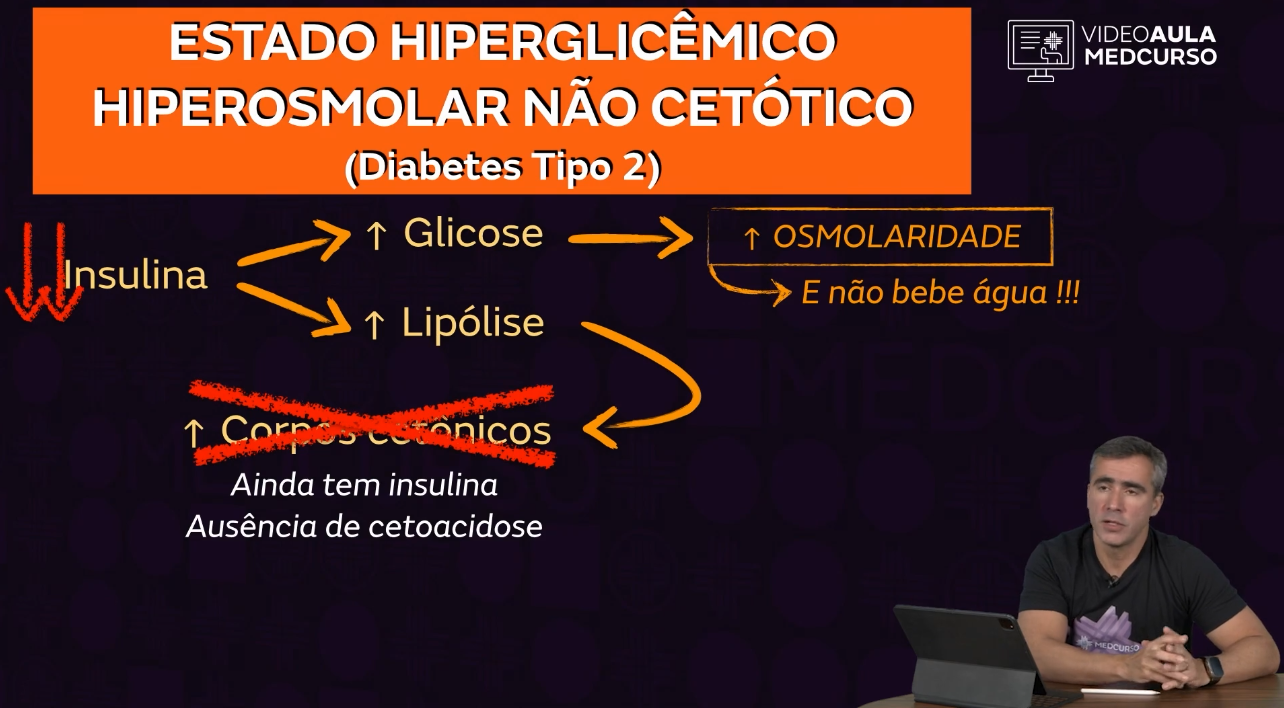 ESTADO HIPERGLICÊMICO
HIPEROSMOLAR NÃO CETÓTICO
(Diabetes Tipo 2)
VIDEOAULA
MEDCURSO
Insulina
↑ Glicose
↑ OSMOLARIDADE
E não bebe água !!!
↑ Lipólise
↑ Corpos cetônicos
Ainda tem insulina
Ausência de cetoacidose
MEDCURSO